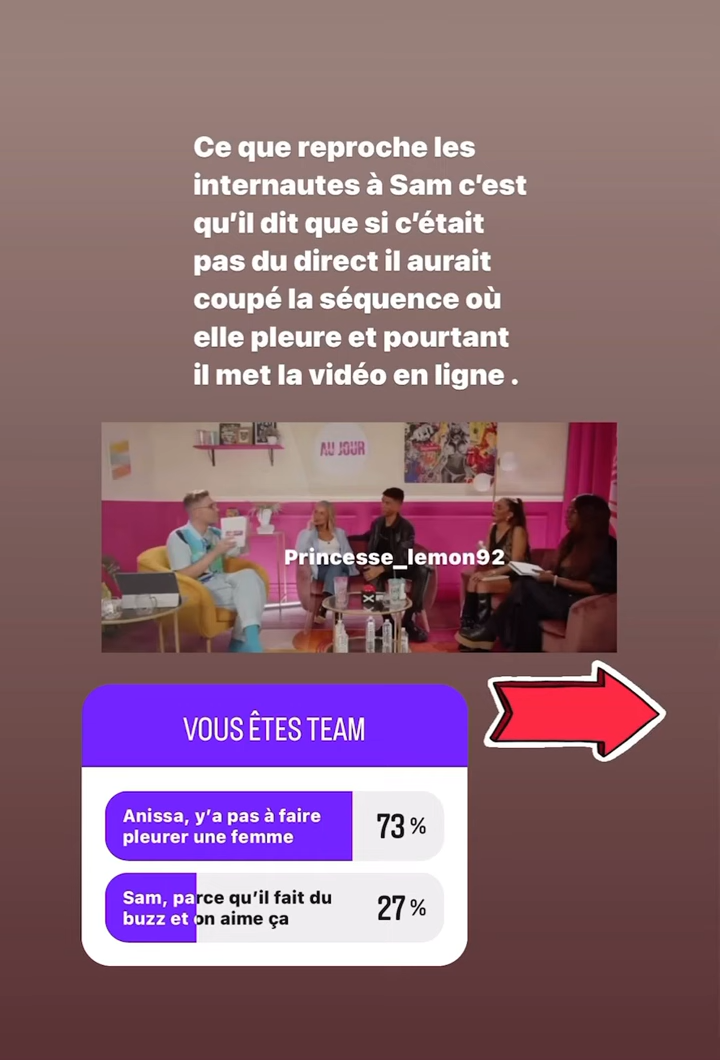 Ce que reproche les
internautes à Sam c’est
qu’il dit que si c’était
pas du direct il aurait
coupé la séquence où
elle pleure et pourtant
il met la vidéo en ligne .
AU JOUR
Princesse_lemon92
VOUS ÊTES TEAM
Anissa, y’a pas à faire
pleurer une femme
73 %
Sam, parce qu’il fait du
buzz et on aime ça
27 %